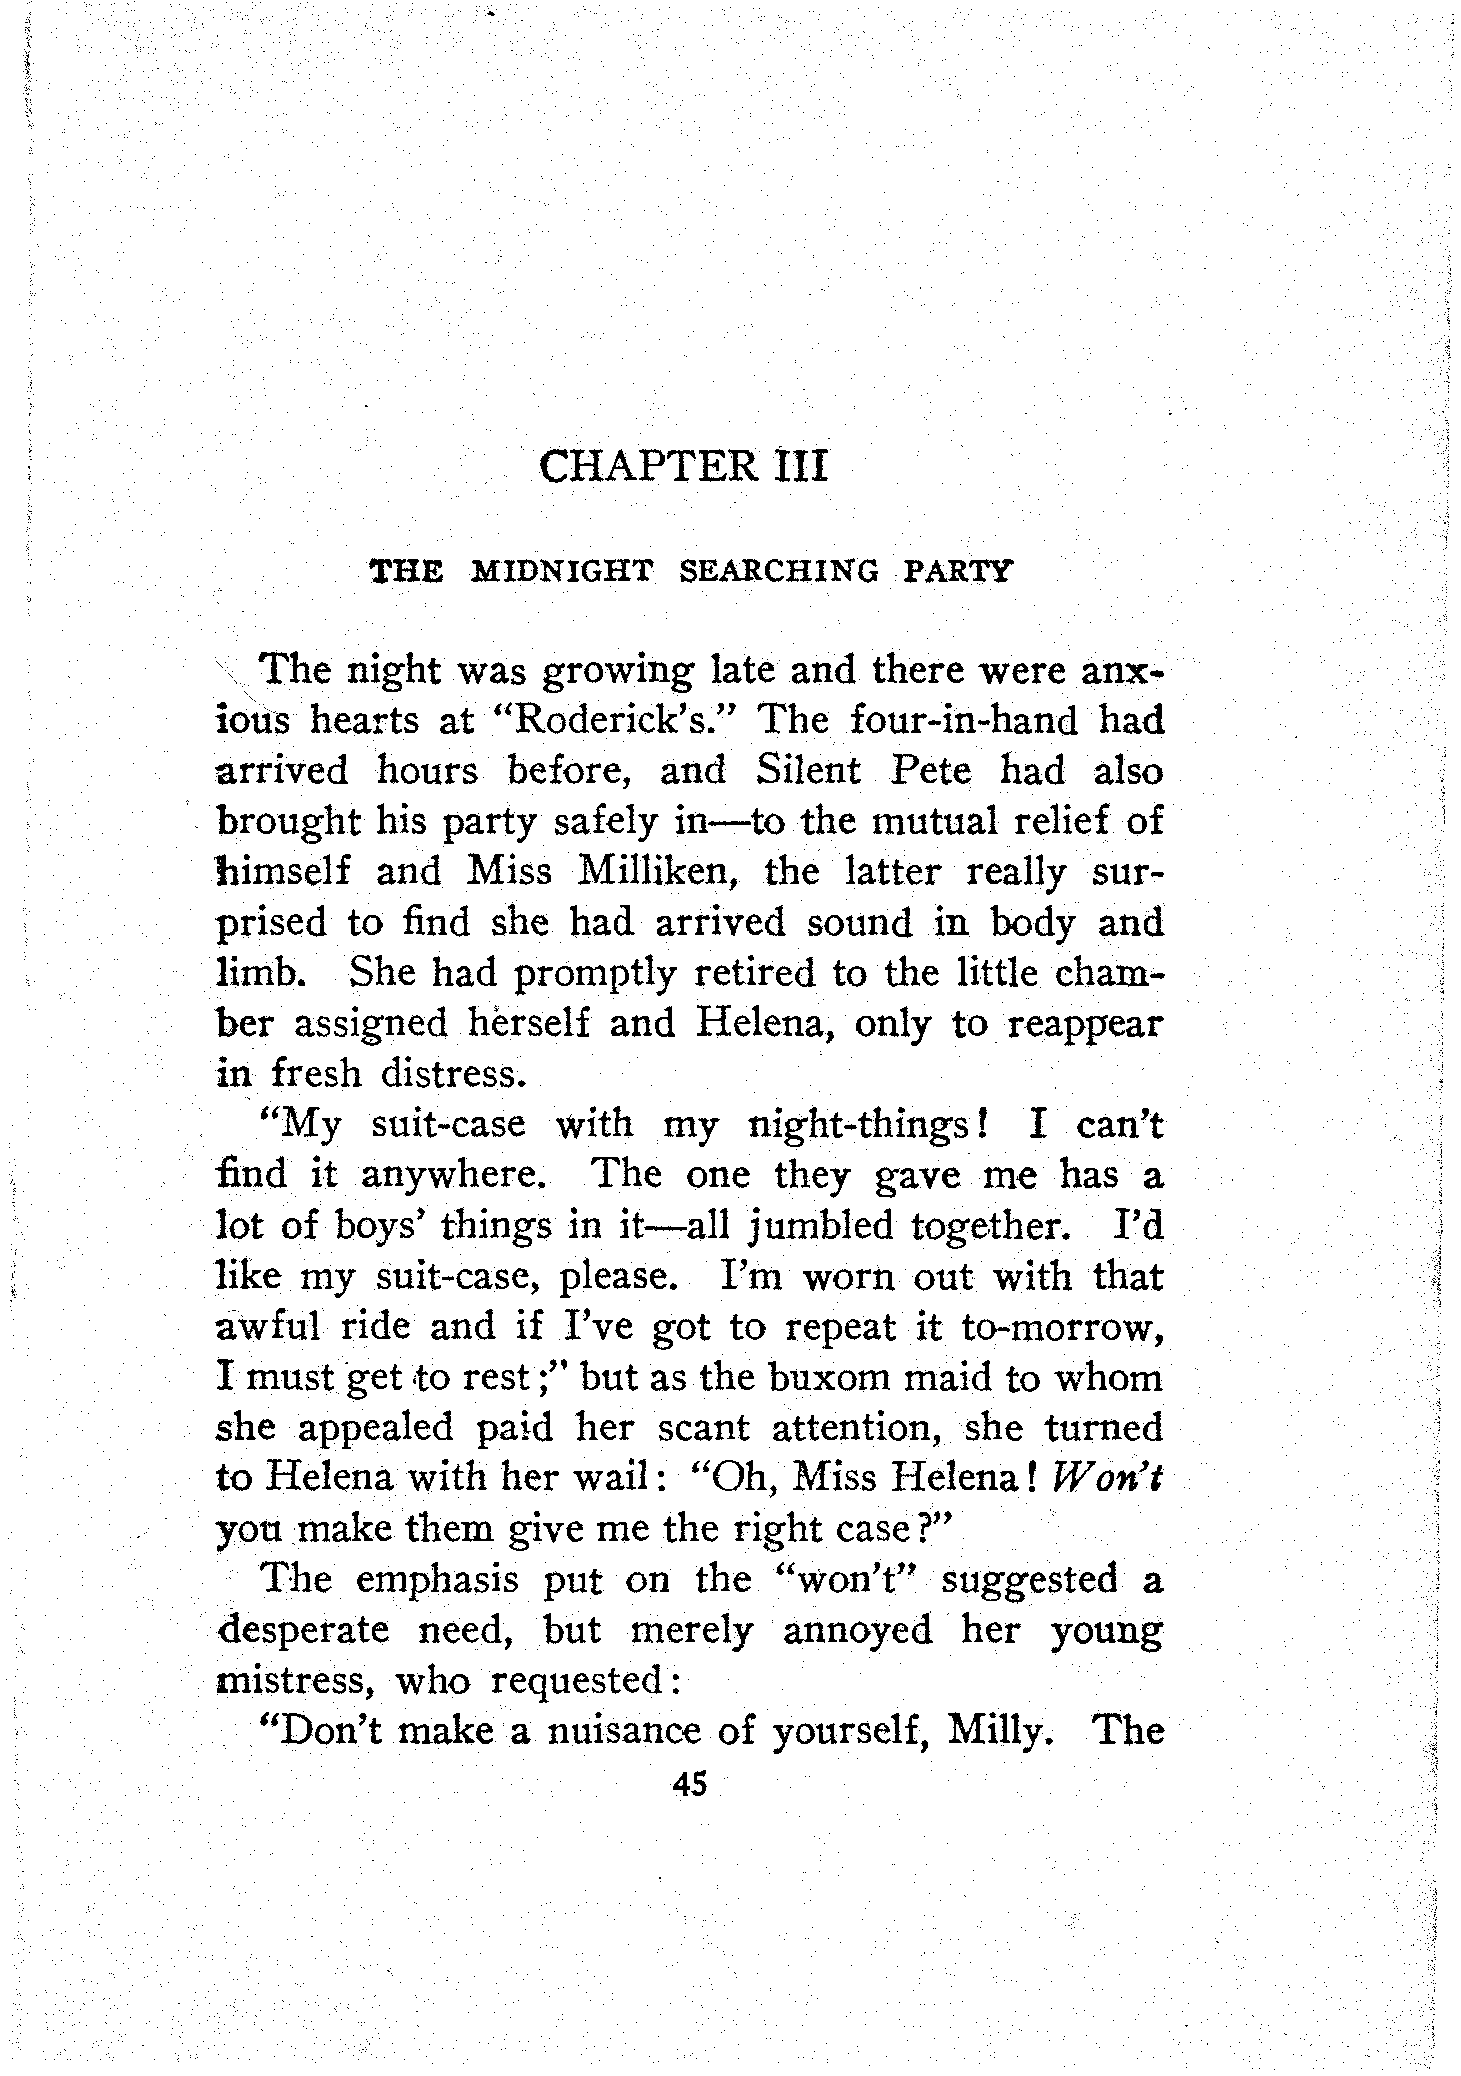 CHAPTER III
THE MIDNIGHT SEARCHING PARTY
The night was growing late and there were anx-
ious hearts at “Roderick’s.” The four-in-hand had
arrived hours before, and Silent Pete had also
brought his party safely in—to the mutual relief of
himself and Miss Milliken, the latter really sur-
prised to find she had arrived sound in body and
limb. She had promptly retired to the little cham-
ber assigned herself and Helena, only to reappear
in fresh distress.
“My suit-case with my night-things! I can’t
find it anywhere. The one they gave me has a
lot of boys’ things in it—all jumbled together. I’d
like my suit-case, please. I’m worn out with that
awful ride and if I’ve got to repeat it to-morrow,
I must get to rest;” but as the buxom maid to whom
she appealed paid her scant attention, she turned
to Helena with her wail: “Oh, Miss Helena! Won’t
you make them give me the right case?”
The emphasis put on the “won’t” suggested a
desperate need, but merely annoyed her young
mistress, who requested:
“Don’t make a nuisance of yourself, Milly. The
45